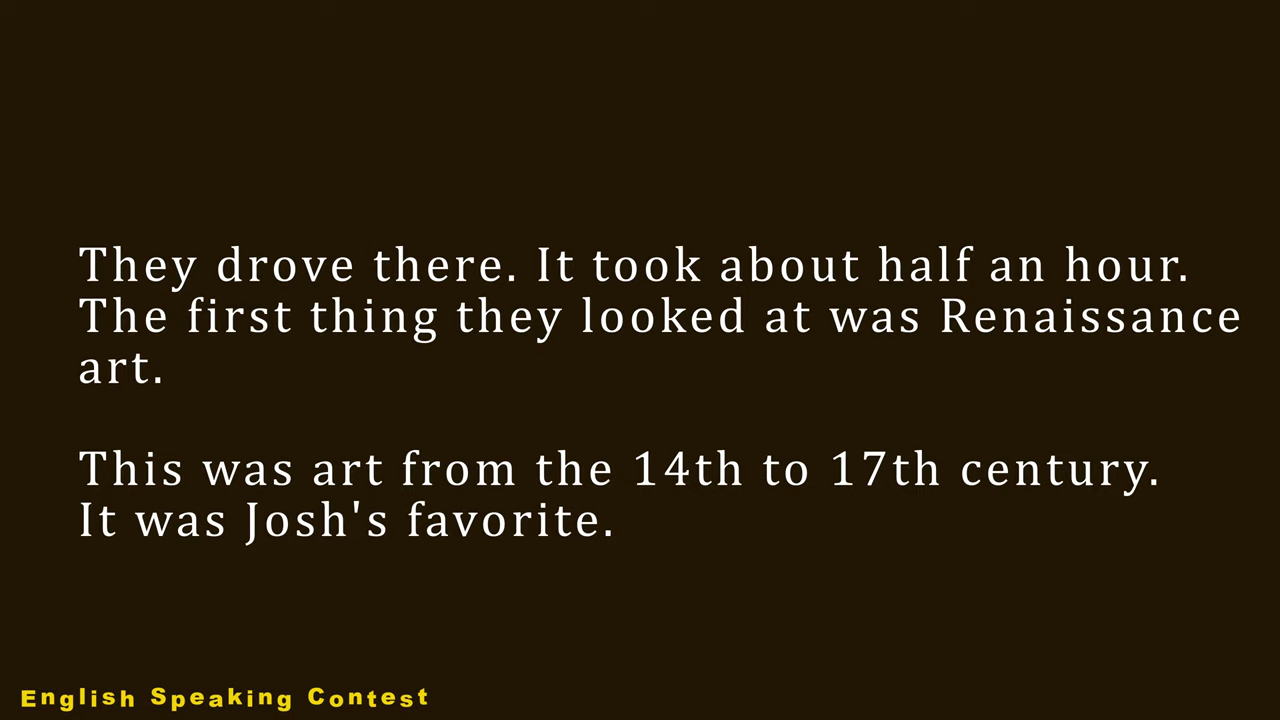 They drove there. It took about half an hour.
The first thing they looked at was Renaissance
art.
This was art from the 14th to 17th century.
It was Josh's favorite.
English Speaking Contest